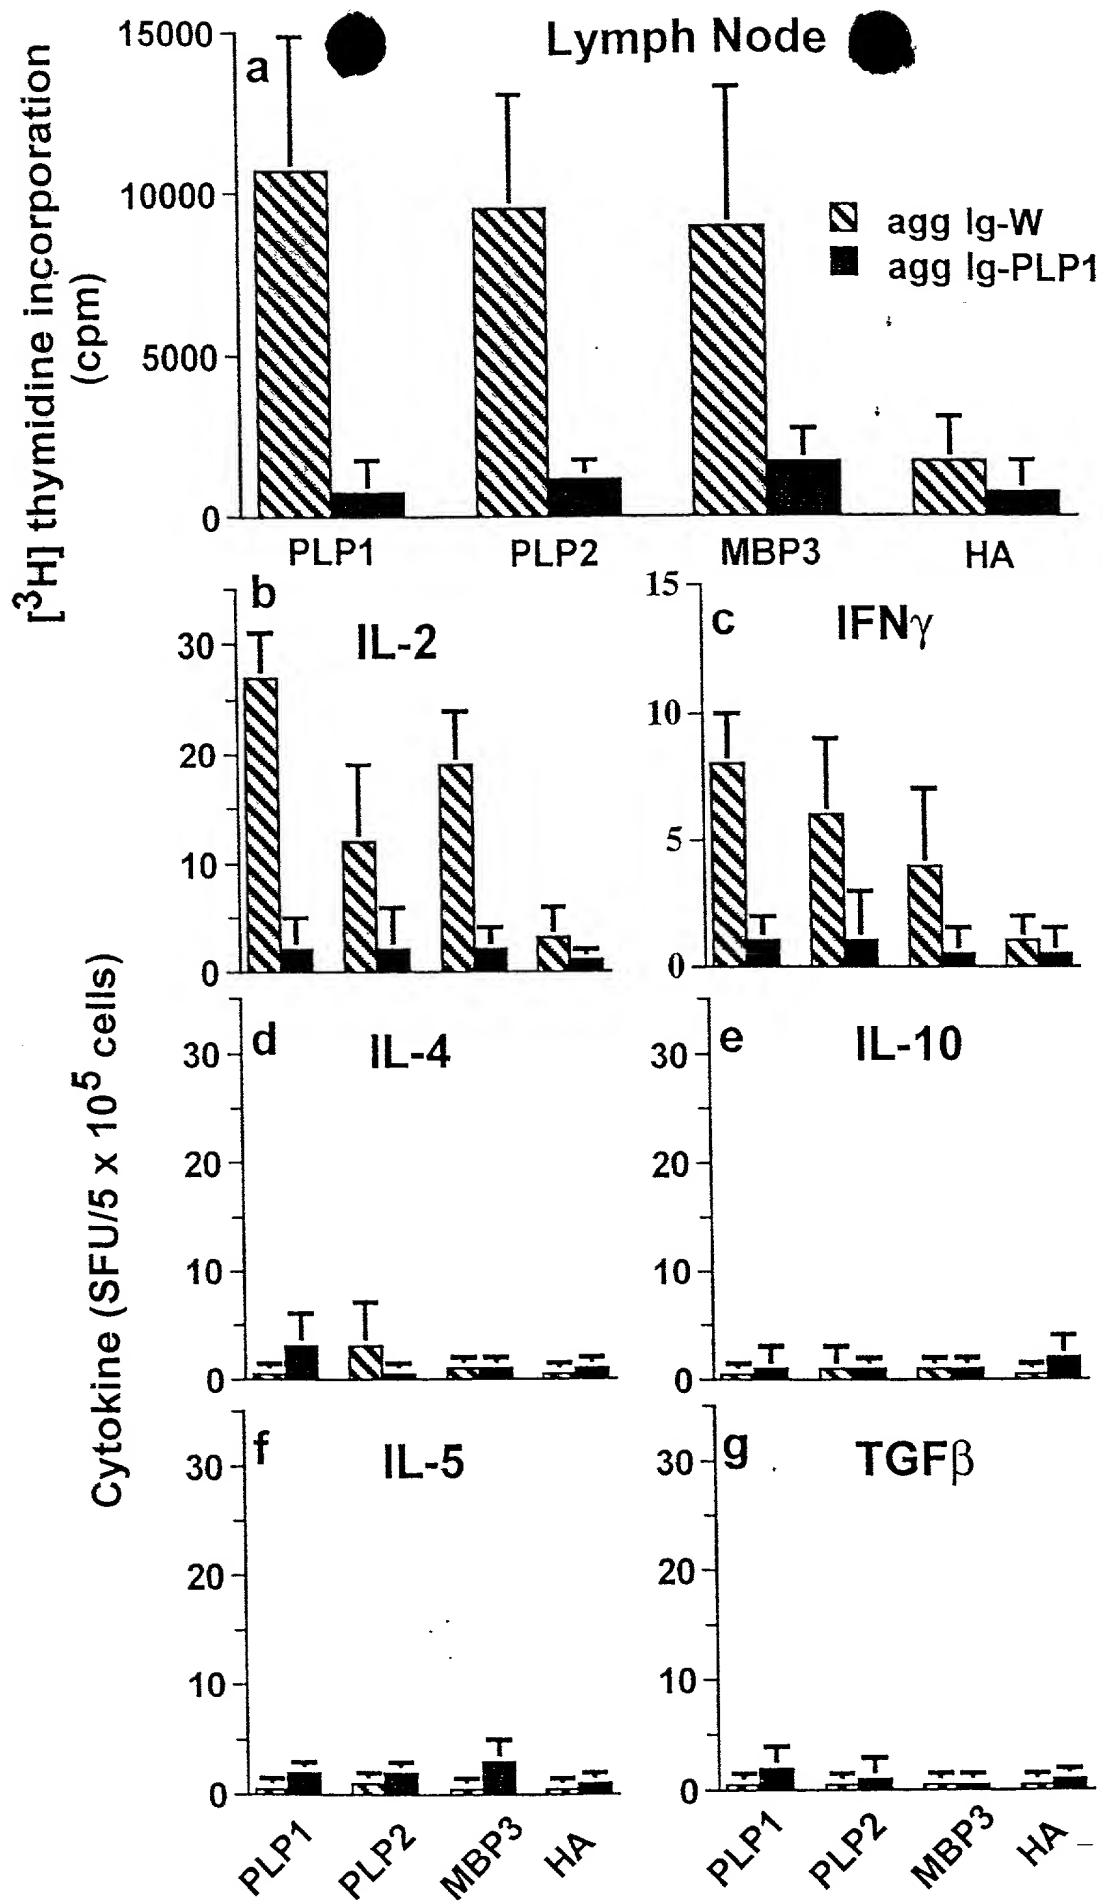 Lymph Node
15000
10000
5000
0
[³H] thymidine incorporation
(cpm)
a
agg Ig-W
agg Ig-PLP1
PLP1 PLP2 MBP3 HA
b
IL-2
30
20
10
0
c
IFNγ
15
10
5
0
Cytokine (SFU/5 x 10⁵ cells)
d
IL-4
30
20
10
0
e
IL-10
30
20
10
0
f
IL-5
30
20
10
0
PLP1 PLP2 MBP3 HA
g
TGFβ
30
20
10
0
PLP1 PLP2 MBP3 HA